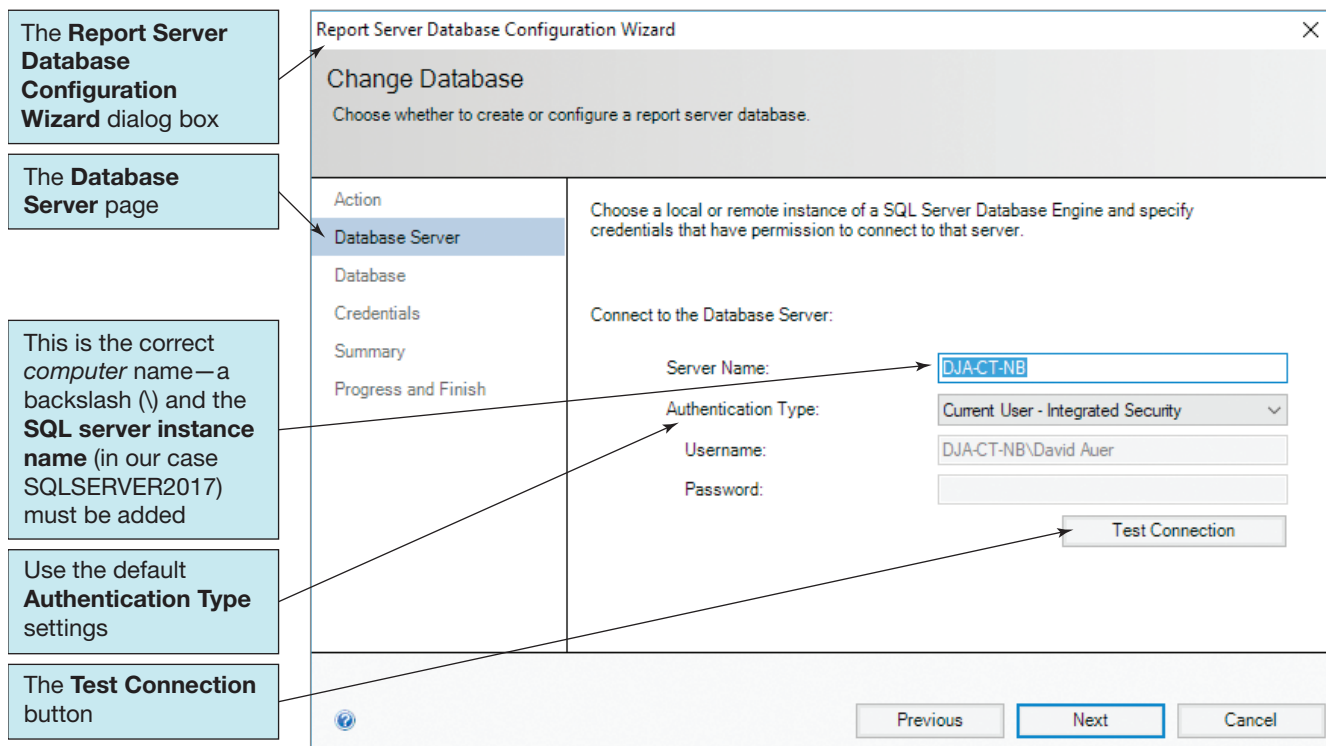 The Report Server
Database
Configuration
Wizard dialog box
The Database
Server page
This is the correct
computer name—a
backslash (\) and the
SQL server instance
name (in our case
SQLSERVER2017)
must be added
Use the default
Authentication Type
settings
The Test Connection
button
Report Server Database Configuration Wizard
Change Database
Choose whether to create or configure a report server database.
Action
Database Server
Database
Credentials
Summary
Progress and Finish
Choose a local or remote instance of a SQL Server Database Engine and specify
credentials that have permission to connect to that server.
Connect to the Database Server:
Server Name:
DJA-CT-NB
Authentication Type:
Current User - Integrated Security
Username:
DJA-CT-NB\David Auer
Password:
Test Connection
?
Previous
Next
Cancel